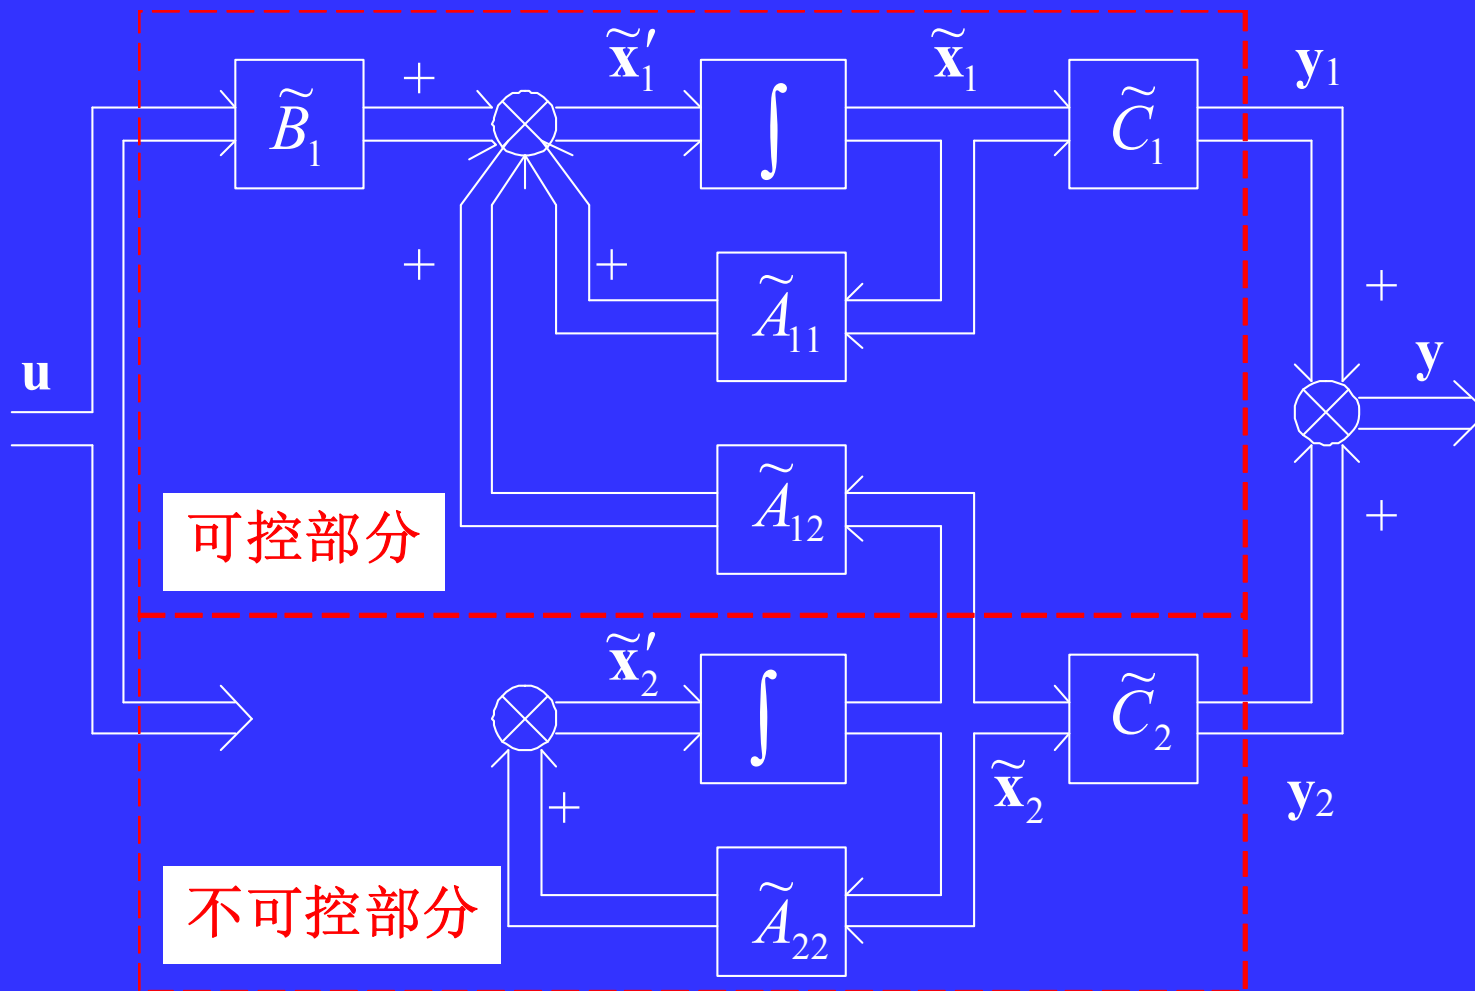 x̃₁′ x̃₁ y₁
+
B̃₁ ∫ C̃₁
+ + +
Ã₁₁
u y
Ã₁₂
可控部分 +
x̃₂′
∫ C̃₂
x̃₂ y₂
+
不可控部分 Ã₂₂